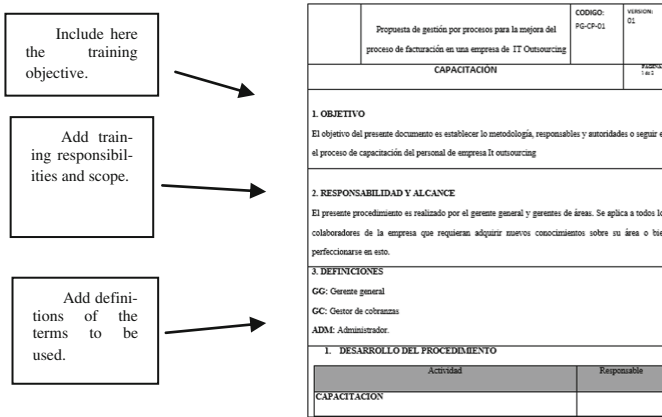 Include here
the training
objective.
Add train-
ing responsibil-
ities and scope.
Add defini-
tions of the
terms to be
used.
Propuesta de gestión por procesos para la mejora del
proceso de facturación en una empresa de IT Outsourcing
CODIGO:
PG-CP-01
VERSION:
01
CAPACITACIÓN
PAGINA
1 de 2
1. OBJETIVO
El objetivo del presente documento es establecer lo metodología, responsables y autoridades o seguir e
el proceso de capacitación del personal de empresa It outsourcing
2. RESPONSABILIDAD Y ALCANCE
El presente procedimiento es realizado por el gerente general y gerentes de áreas. Se aplica a todos lo
colaboradores de la empresa que requieran adquirir nuevos conocimientos sobre su área o bie
perfeccionarse en esto.
3. DEFINICIONES
GG: Gerente general
GC: Gestor de cobranzas
ADM: Administrador.
1. DESARROLLO DEL PROCEDIMIENTO
Actividad Responsable
CAPACITACION